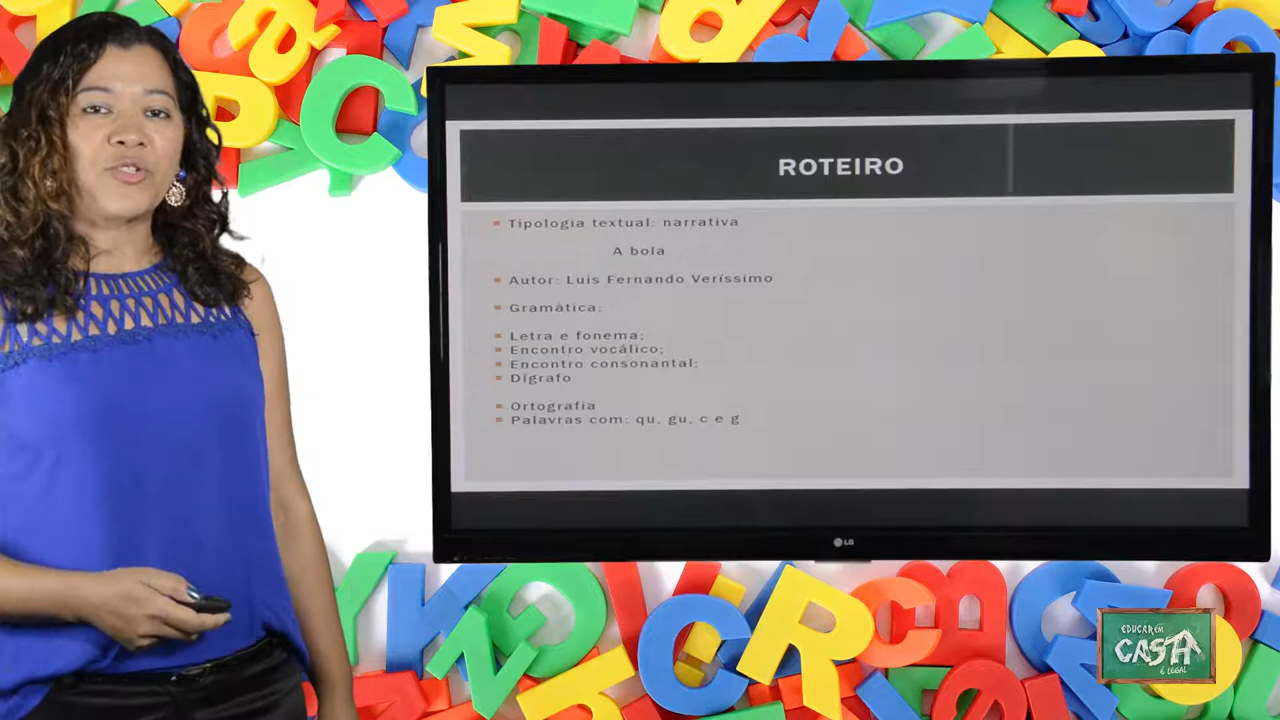 ROTEIRO
Tipologia textual: narrativa
A bola
Autor: Luis Fernando Veríssimo
Gramática:
Letra e fonema;
Encontro vocálico;
Encontro consonantal;
Dígrafo
Ortografia
Palavras com: qu, gu, c e g
LG
EDUCAR EM
CASA
É LEGAL